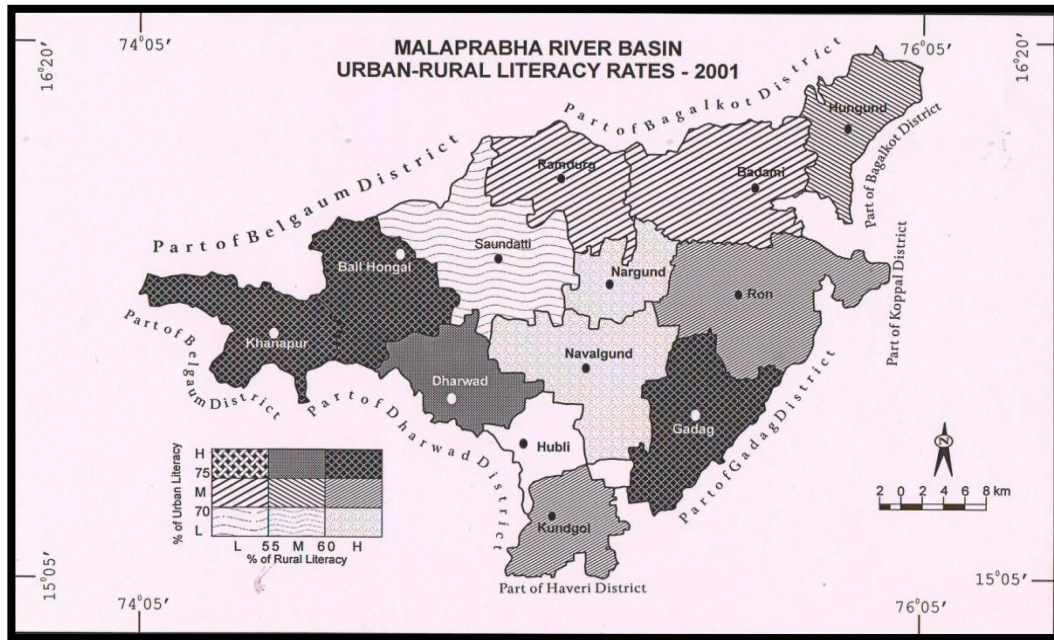 MALAPRABHA RIVER BASIN
URBAN-RURAL LITERACY RATES - 2001
74°05′
76°05′
16°20′
16°20′
Part of Bagalkot District
Hungund
Part of Bagalkot District
Ramdurg
Badami
Part of Belgaum District
Saundatti
Bail Hongal
Nargund
Ron
Part of Koppal District
Khanapur
Part of Belgaum District
Navalgund
Dharwad
Part of Dharwad District
Hubli
Gadag
Part of Gadag District
Kundgol
Part of Haveri District
% of Urban Literacy
H
75
M
70
L
L 55 M 60 H
% of Rural Literacy
N
2 0 2 4 6 8 km
15°05′
15°05′
74°05′
76°05′